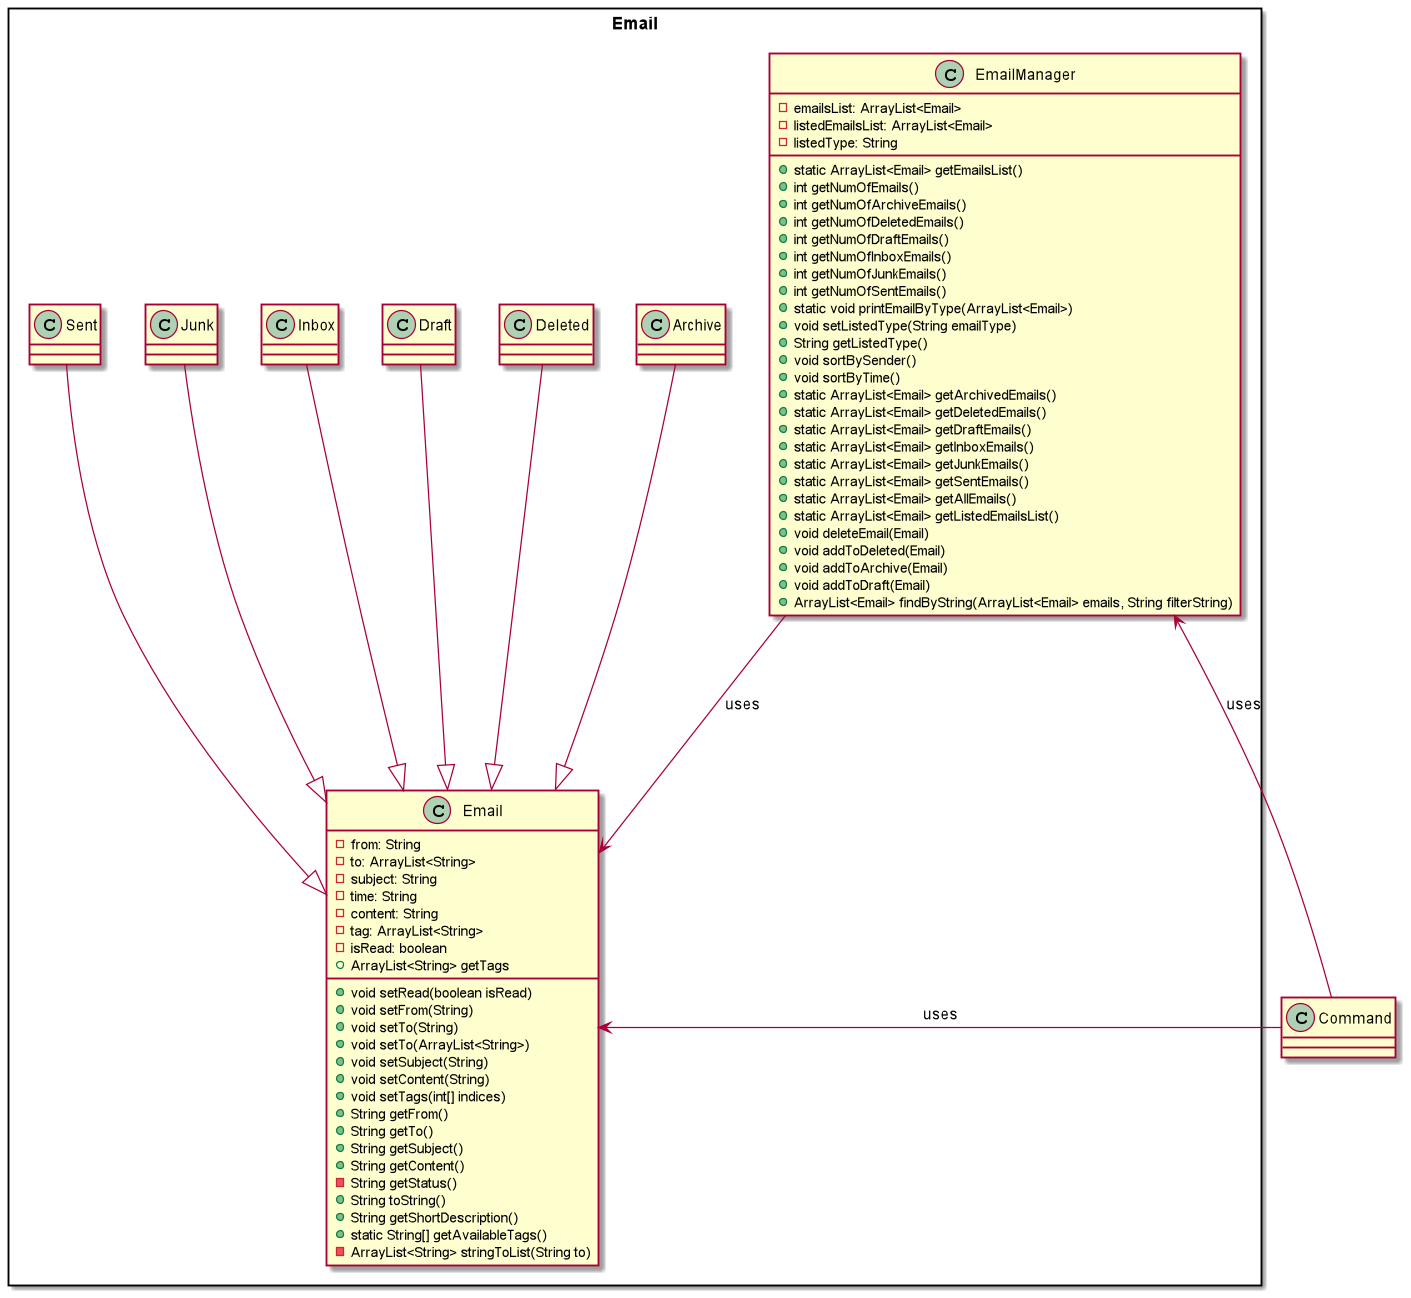 Email
C EmailManager
emailsList: ArrayList<Email>
listedEmailsList: ArrayList<Email>
listedType: String
static ArrayList<Email> getEmailsList()
int getNumOfEmails()
int getNumOfArchiveEmails()
int getNumOfDeletedEmails()
int getNumOfDraftEmails()
int getNumOfInboxEmails()
int getNumOfJunkEmails()
int getNumOfSentEmails()
static void printEmailByType(ArrayList<Email>)
void setListedType(String emailType)
String getListedType()
void sortBySender()
void sortByTime()
static ArrayList<Email> getArchivedEmails()
static ArrayList<Email> getDeletedEmails()
static ArrayList<Email> getDraftEmails()
static ArrayList<Email> getInboxEmails()
static ArrayList<Email> getJunkEmails()
static ArrayList<Email> getSentEmails()
static ArrayList<Email> getAllEmails()
static ArrayList<Email> getListedEmailsList()
void deleteEmail(Email)
void addToDeleted(Email)
void addToArchive(Email)
void addToDraft(Email)
ArrayList<Email> findByString(ArrayList<Email> emails, String filterString)
C Sent
C Junk
C Inbox
C Draft
C Deleted
C Archive
uses
uses
C Email
from: String
to: ArrayList<String>
subject: String
time: String
content: String
tag: ArrayList<String>
isRead: boolean
ArrayList<String> getTags
void setRead(boolean isRead)
void setFrom(String)
void setTo(String)
void setTo(ArrayList<String>)
void setSubject(String)
void setContent(String)
void setTags(int[] indices)
String getFrom()
String getTo()
String getSubject()
String getContent()
String getStatus()
String toString()
String getShortDescription()
static String[] getAvailableTags()
ArrayList<String> stringToList(String to)
uses
C Command